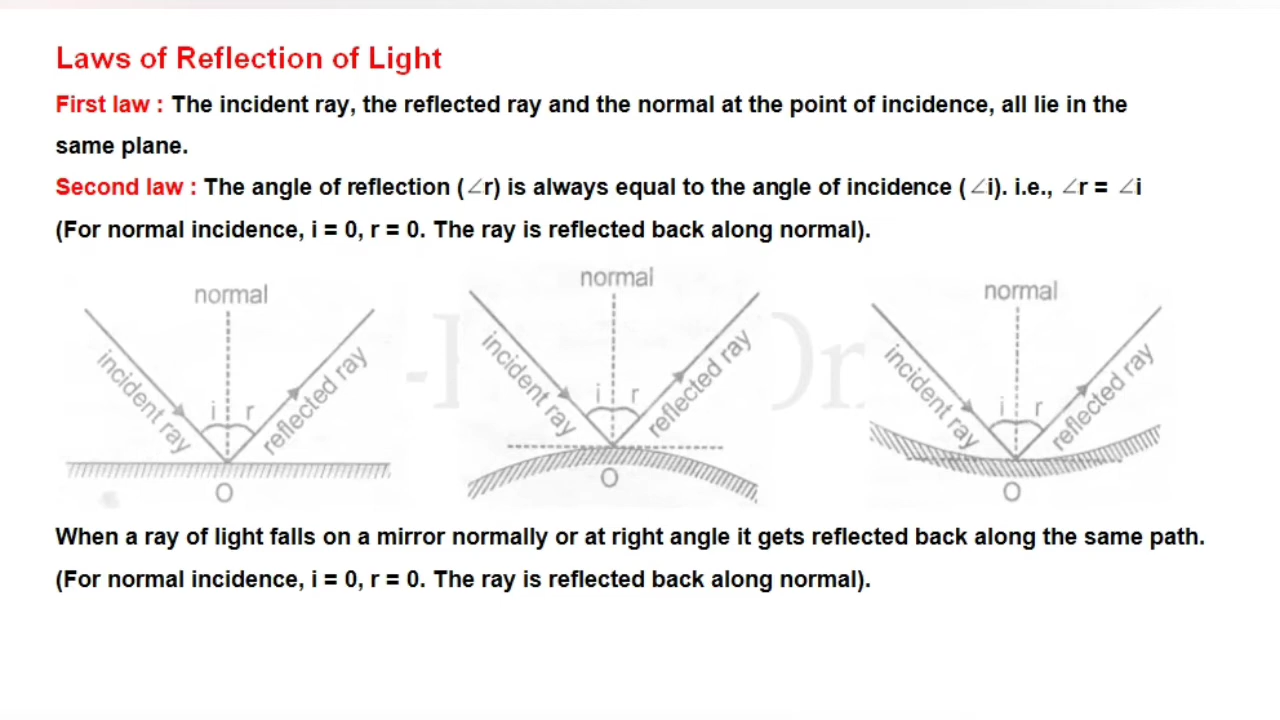 Laws of Reflection of Light
First law : The incident ray, the reflected ray and the normal at the point of incidence, all lie in the
same plane.
Second law : The angle of reflection (∠r) is always equal to the angle of incidence (∠i). i.e., ∠r = ∠i
(For normal incidence, i = 0, r = 0. The ray is reflected back along normal).
normal
incident ray
i
r
reflected ray
O
normal
incident ray
i
r
reflected ray
O
normal
incident ray
i
r
reflected ray
O
When a ray of light falls on a mirror normally or at right angle it gets reflected back along the same path.
(For normal incidence, i = 0, r = 0. The ray is reflected back along normal).